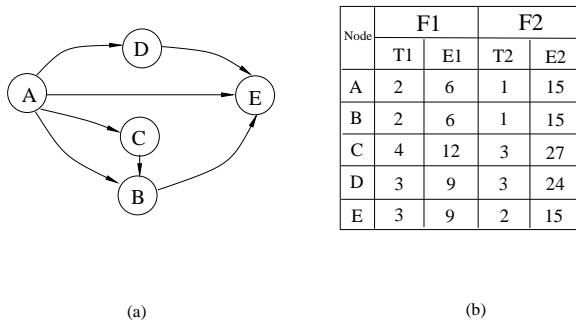 D
A
E
C
B
(a)
Node F1 F2
T1 E1 T2 E2
A 2 6 1 15
B 2 6 1 15
C 4 12 3 27
D 3 9 3 24
E 3 9 2 15
(b)